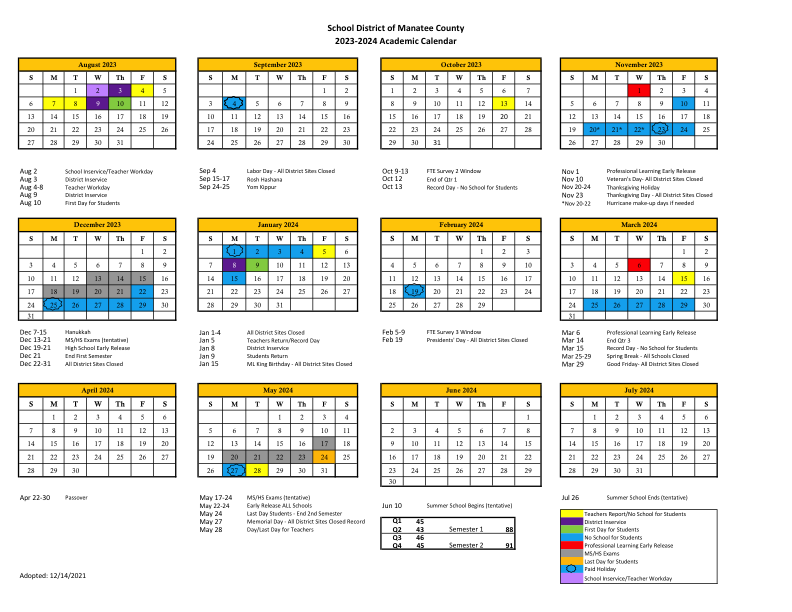 School District of Manatee County
2023-2024 Academic Calendar
August 2023
S M T W Th F S
1 2 3 4 5
6 7 8 9 10 11 12
13 14 15 16 17 18 19
20 21 22 23 24 25 26
27 28 29 30 31
Aug 2 School Inservice/Teacher Workday
Aug 3 District Inservice
Aug 4-8 Teacher Workday
Aug 9 District Inservice
Aug 10 First Day for Students
September 2023
S M T W Th F S
1 2
3 4 5 6 7 8 9
10 11 12 13 14 15 16
17 18 19 20 21 22 23
24 25 26 27 28 29 30
Sep 4 Labor Day - All District Sites Closed
Sep 15-17 Rosh Hashana
Sep 24-25 Yom Kippur
October 2023
S M T W Th F S
1 2 3 4 5 6 7
8 9 10 11 12 13 14
15 16 17 18 19 20 21
22 23 24 25 26 27 28
29 30 31
Oct 9-13 FTE Survey 2 Window
Oct 12 End of Qtr 1
Oct 13 Record Day - No School for Students
November 2023
S M T W Th F S
1 2 3 4
5 6 7 8 9 10 11
12 13 14 15 16 17 18
19 20* 21* 22* 23 24 25
26 27 28 29 30
Nov 1 Professional Learning Early Release
Nov 10 Veteran's Day- All District Sites Closed
Nov 20-24 Thanksgiving Holiday
Nov 23 Thanksgiving Day - All District Sites Closed
*Nov 20-22 Hurricane make-up days if needed
December 2023
S M T W Th F S
1 2
3 4 5 6 7 8 9
10 11 12 13 14 15 16
17 18 19 20 21 22 23
24 25 26 27 28 29 30
31
Dec 7-15 Hanukkah
Dec 13-21 MS/HS Exams (tentative)
Dec 19-21 High School Early Release
Dec 21 End First Semester
Dec 22-31 All District Sites Closed
January 2024
S M T W Th F S
1 2 3 4 5 6
7 8 9 10 11 12 13
14 15 16 17 18 19 20
21 22 23 24 25 26 27
28 29 30 31
Jan 1-4 All District Sites Closed
Jan 5 Teachers Return/Record Day
Jan 8 District Inservice
Jan 9 Students Return
Jan 15 ML King Birthday - All District Sites Closed
February 2024
S M T W Th F S
1 2 3
4 5 6 7 8 9 10
11 12 13 14 15 16 17
18 19 20 21 22 23 24
25 26 27 28 29
Feb 5-9 FTE Survey 3 Window
Feb 19 Presidents' Day - All District Sites Closed
March 2024
S M T W Th F S
1 2
3 4 5 6 7 8 9
10 11 12 13 14 15 16
17 18 19 20 21 22 23
24 25 26 27 28 29 30
31
Mar 6 Professional Learning Early Release
Mar 14 End Qtr 3
Mar 15 Record Day - No School for Students
Mar 25-29 Spring Break - All Schools Closed
Mar 29 Good Friday- All District Sites Closed
April 2024
S M T W Th F S
1 2 3 4 5 6
7 8 9 10 11 12 13
14 15 16 17 18 19 20
21 22 23 24 25 26 27
28 29 30
Apr 22-30 Passover
May 2024
S M T W Th F S
1 2 3 4
5 6 7 8 9 10 11
12 13 14 15 16 17 18
19 20 21 22 23 24 25
26 27 28 29 30 31
May 17-24 MS/HS Exams (tentative)
May 22-24 Early Release ALL Schools
May 24 Last Day Students - End 2nd Semester
May 27 Memorial Day - All District Sites Closed Record
May 28 Day/Last Day for Teachers
June 2024
S M T W Th F S
1
2 3 4 5 6 7 8
9 10 11 12 13 14 15
16 17 18 19 20 21 22
23 24 25 26 27 28 29
30
Jun 10 Summer School Begins (tentative)
Q1 45
Q2 43 Semester 1 88
Q3 46
Q4 45 Semester 2 91
July 2024
S M T W Th F S
1 2 3 4 5 6
7 8 9 10 11 12 13
14 15 16 17 18 19 20
21 22 23 24 25 26 27
28 29 30 31
Jul 26 Summer School Ends (tentative)
Teachers Report/No School for Students
District Inservice
First Day for Students
No School for Students
Professional Learning Early Release
MS/HS Exams
Last Day for Students
Paid Holiday
School Inservice/Teacher Workday
Adopted: 12/14/2021